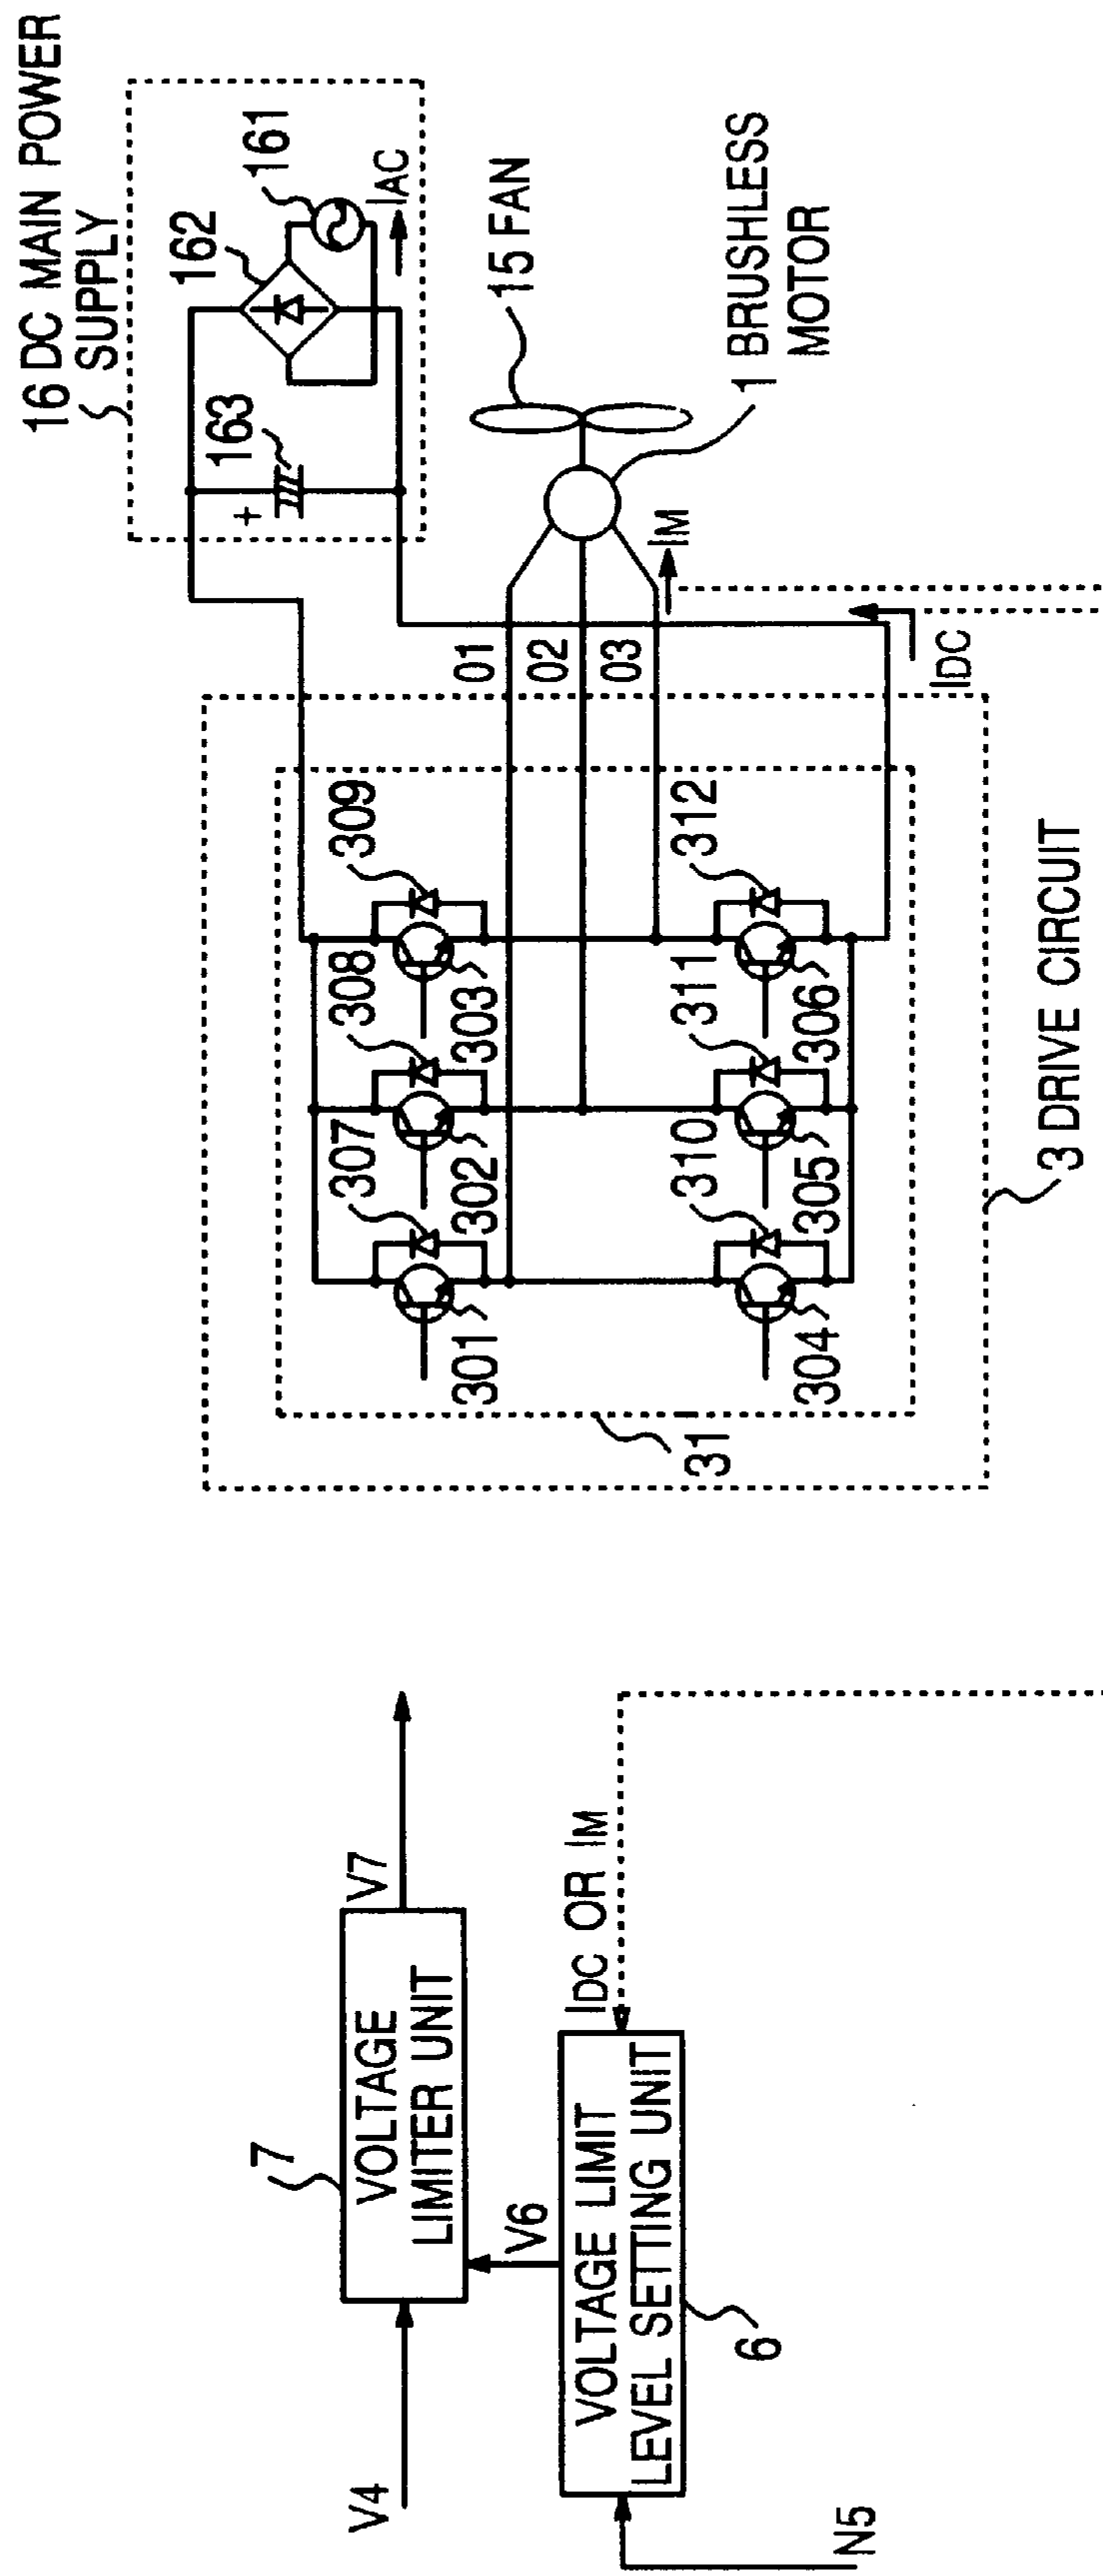 16 DC MAIN POWER
SUPPLY
162
161
163
+
IAC
15 FAN
1 BRUSHLESS
MOTOR
IM
IDC
01
02
03
307
308
309
301
302
303
310
311
312
304
305
306
31
3 DRIVE CIRCUIT
7
V4
VOLTAGE
LIMITER UNIT
V7
V6
IDC OR IM
VOLTAGE LIMIT
LEVEL SETTING UNIT
6
N5